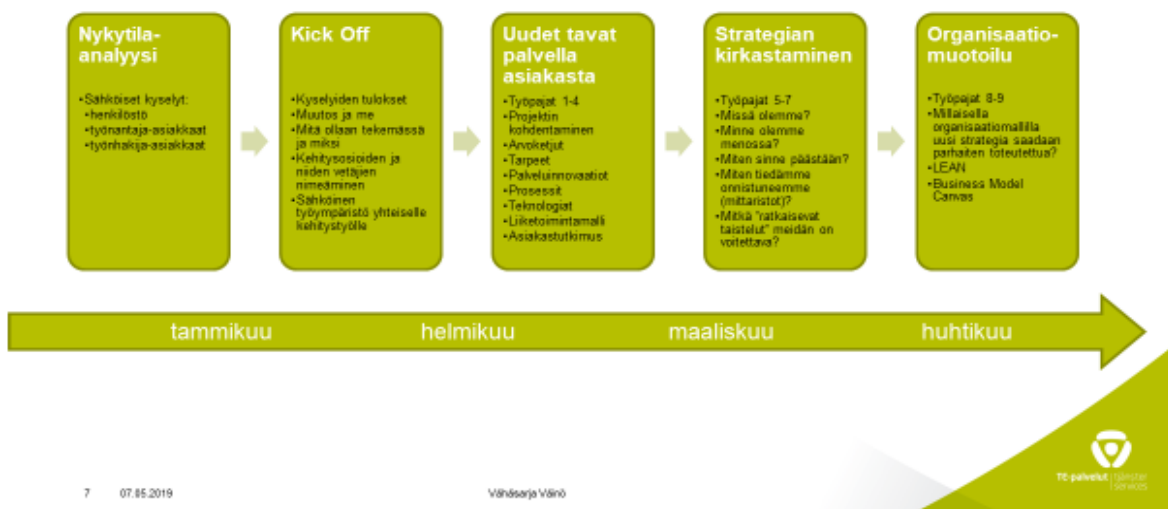 Nykytila-
analyysi
▪Sähköiset kyselyt:
▪henkilöstö
▪työnantaja-asiakkaat
▪työnhakija-asiakkaat
Kick Off
▪Kyselyiden tulokset
▪Muutos ja me
▪Mitä ollaan tekemässä
ja miksi
▪Kehitysosioiden ja
niiden vetäjien
nimeäminen
▪Sähköinen
työympäristö yhteiselle
kehitystyölle
Uudet tavat
palvella
asiakasta
▪Työpajat 1-4
▪Projektin
kohdentaminen
▪Arvoketjut
▪Tarpeet
▪Palveluinnovaatiot
▪Prosessit
▪Teknologiat
▪Liiketoimintamalli
▪Asiakastutkimus
Strategian
kirkastaminen
▪Työpajat 5-7
▪Missä olemme?
▪Minne olemme
menossa?
▪Miten sinne päästään?
▪Miten tiedämme
onnistuneemme
(mittaristot)?
▪Mitkä "ratkaisevat
taistelut" meidän on
voitettava?
Organisaatio-
muotoilu
▪Työpajat 8-9
▪Millaisella
organisaatiomallilla
uusi strategia saadaan
parhaiten toteutettua?
▪LEAN
▪Business Model
Canvas
tammikuu helmikuu maaliskuu huhtikuu
TE-palvelut tjänster
services
7 07.05.2019 Vähäsarja Väinö